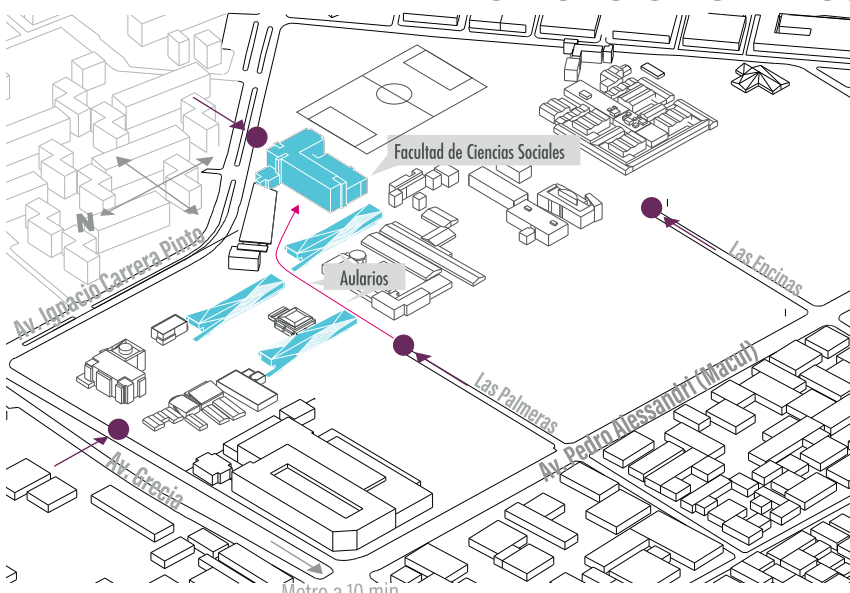 Facultad de Ciencias Sociales
N
Av. Ignacio Carrera Pinto
Las Encinas
Aularios
Las Palmeras
Av. Pedro Alessandri (Macul)
Av. Grecia
Metro a 10 min